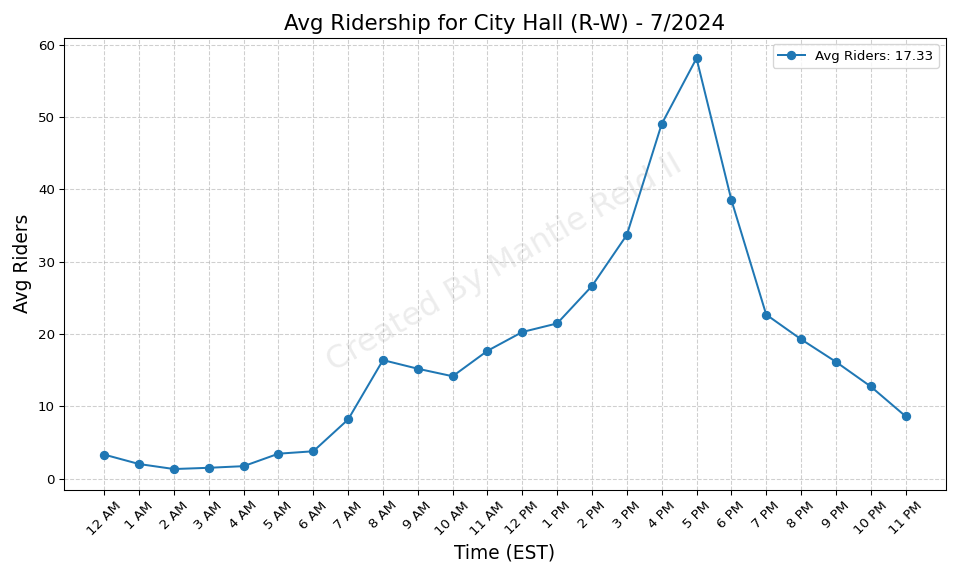 Avg Ridership for City Hall (R-W) - 7/2024
Avg Riders: 17.33
60
50
40
30
20
10
0
Avg Riders
Created By Mantie Reid II
12 AM
1 AM
2 AM
3 AM
4 AM
5 AM
6 AM
7 AM
8 AM
9 AM
10 AM
11 AM
12 PM
1 PM
2 PM
3 PM
4 PM
5 PM
6 PM
7 PM
8 PM
9 PM
10 PM
11 PM
Time (EST)